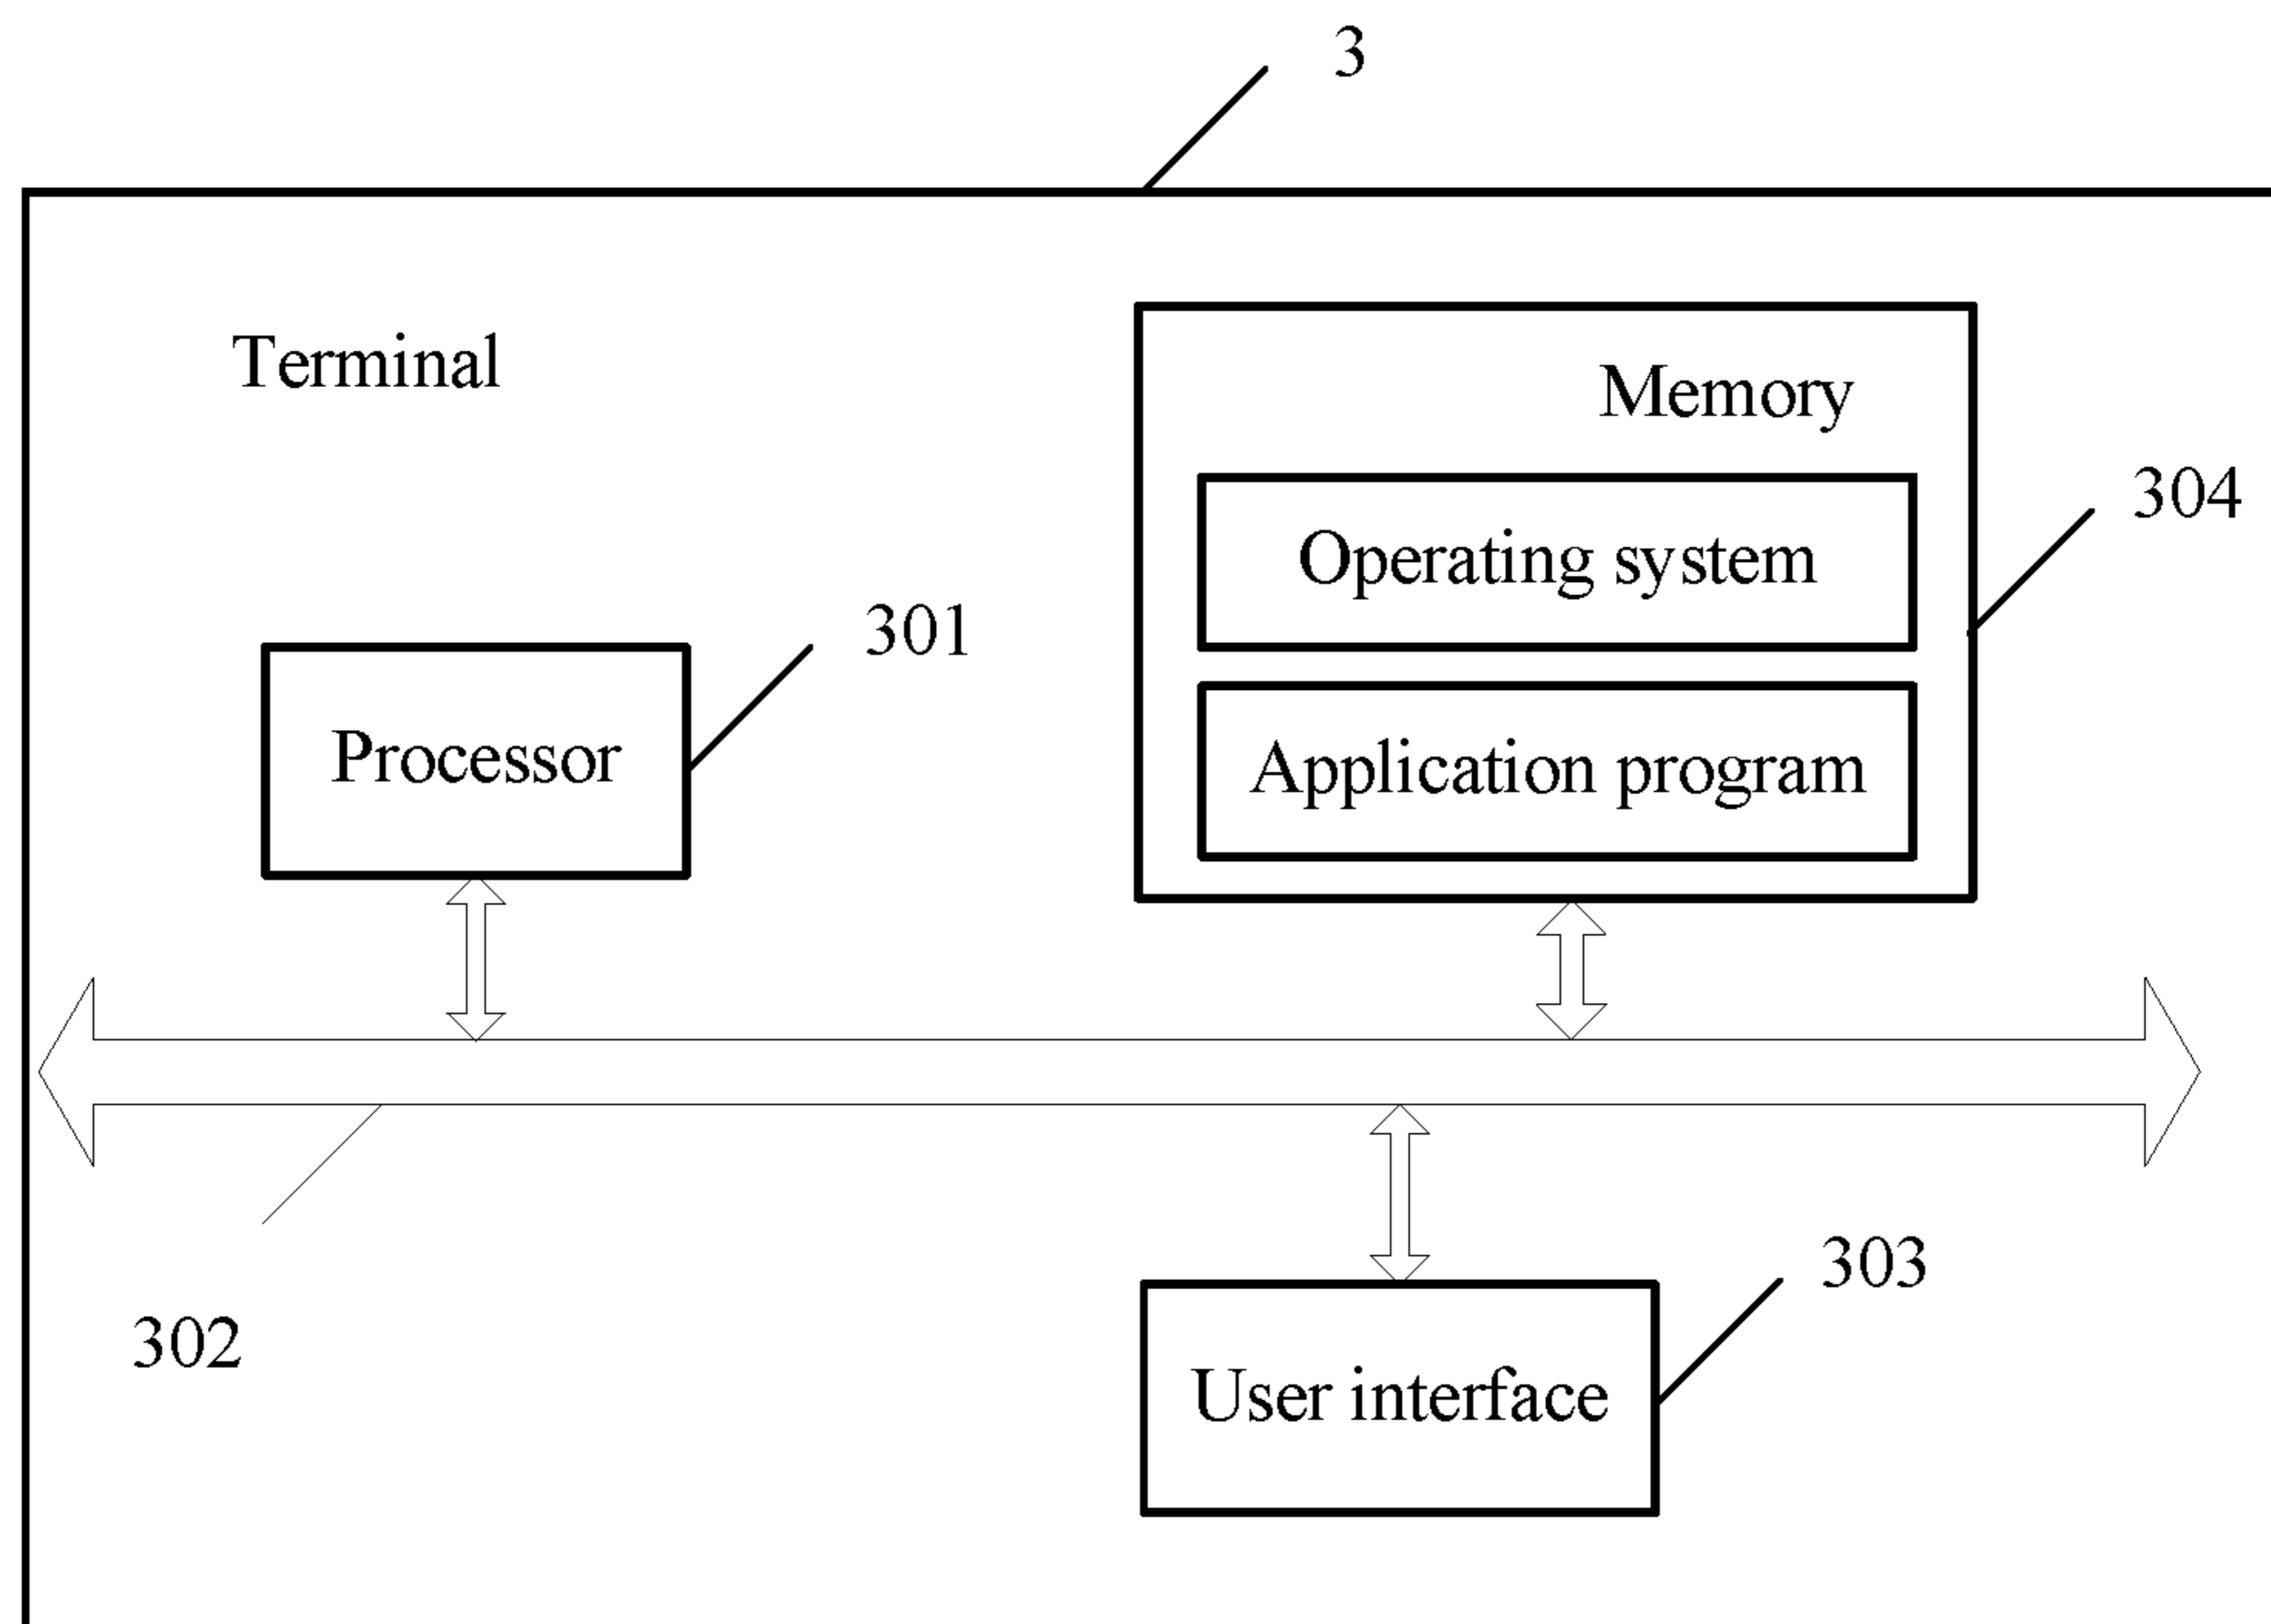 3
Terminal
Memory
304
Operating system
301
Processor
Application program
302
303
User interface